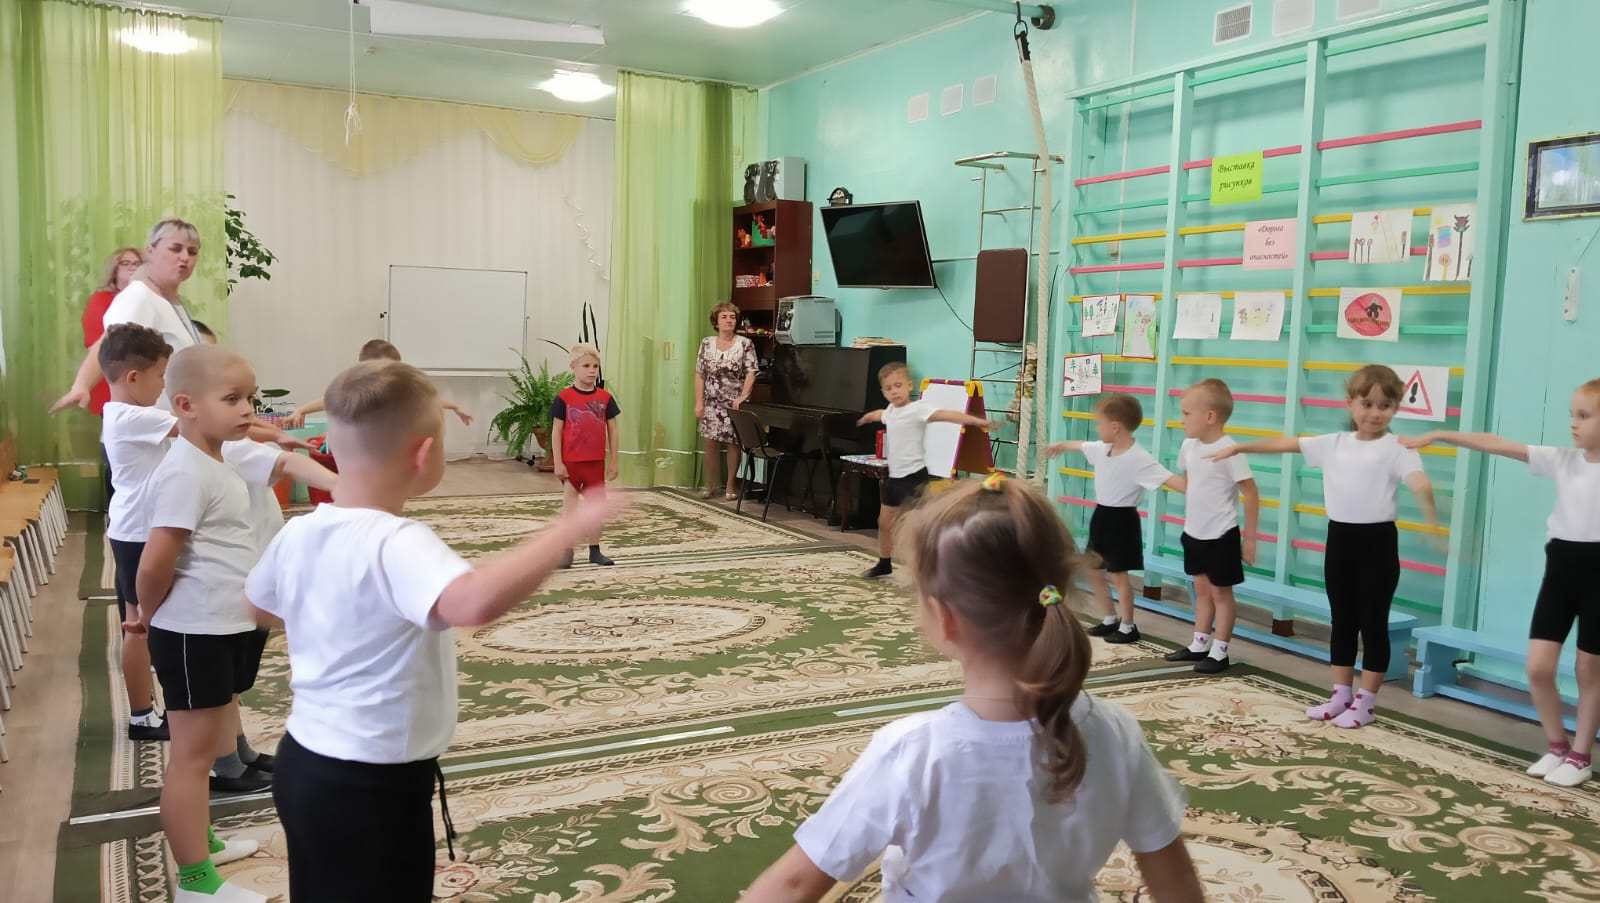 Выставка
рисунков
«Дорога
без
опасностей»